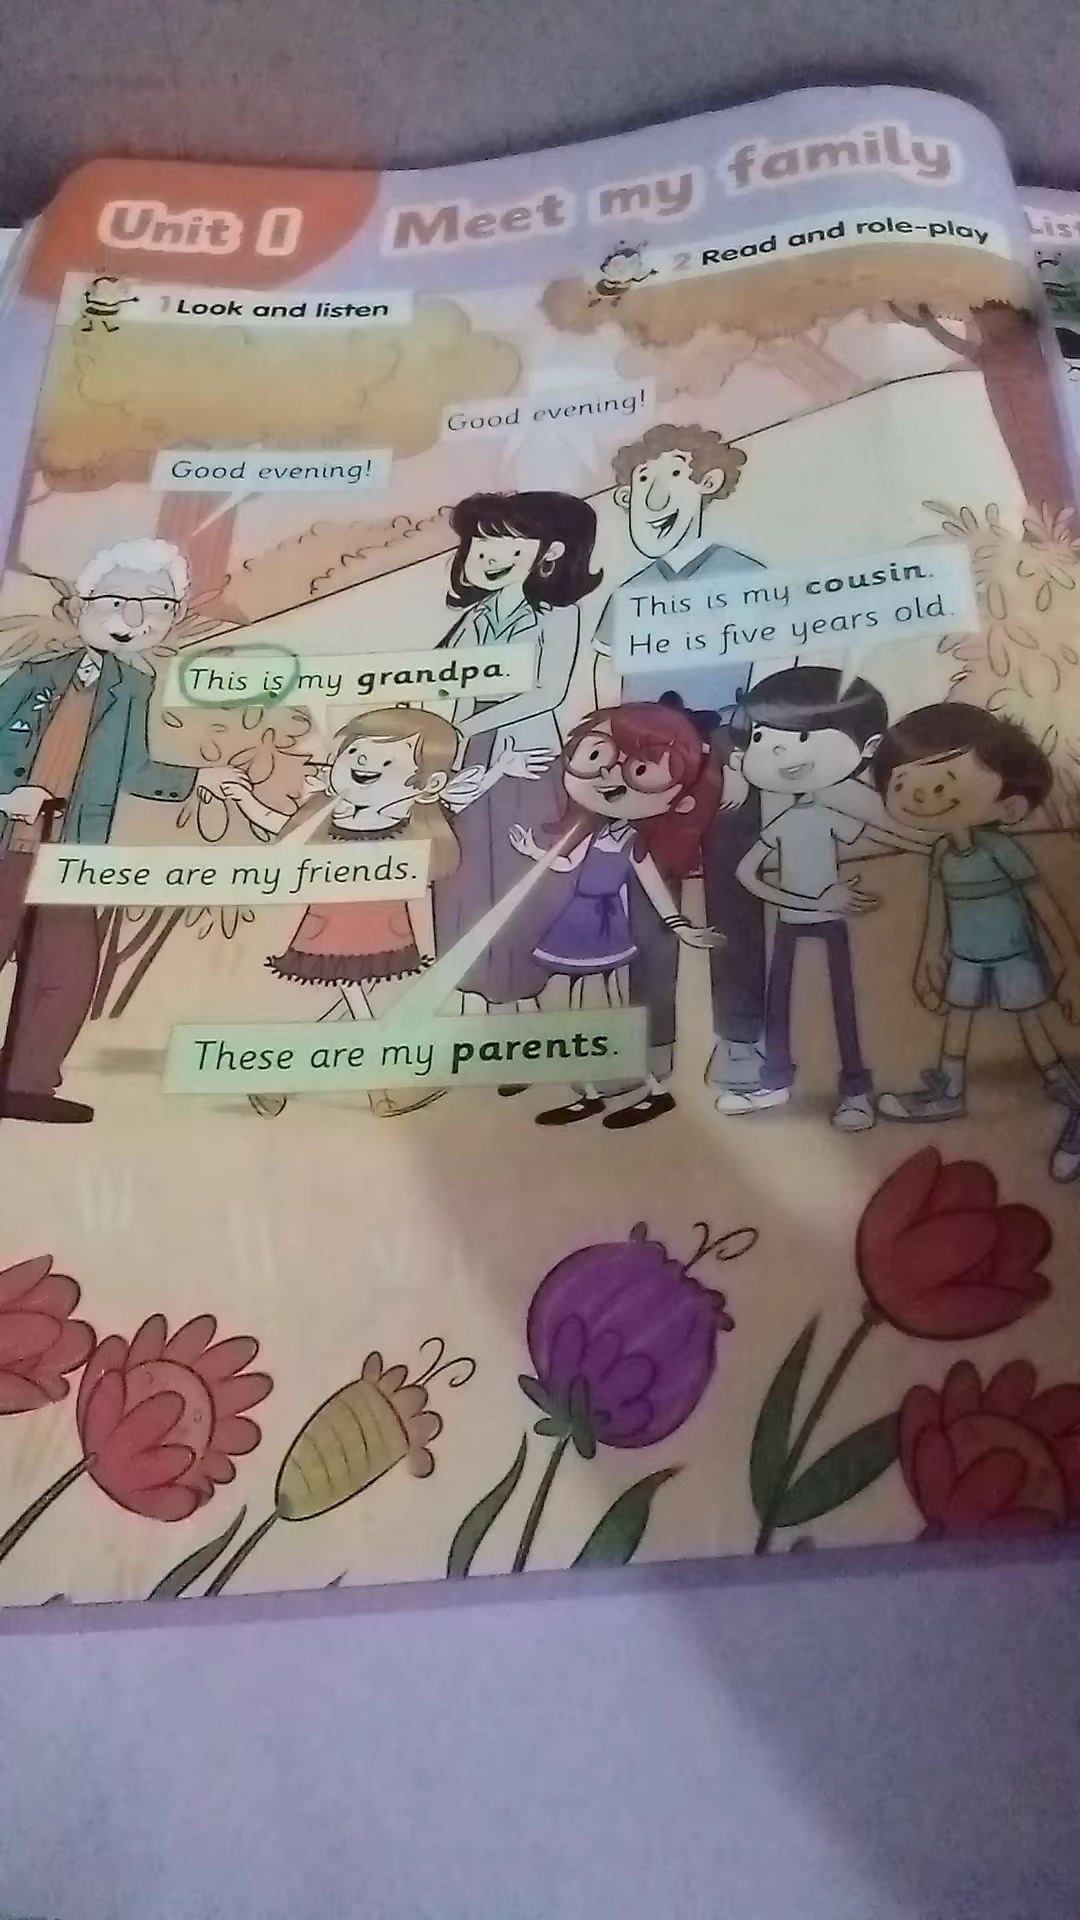 Unit 1
Meet my family
1 Look and listen
2 Read and role-play
Good evening!
Good evening!
This is my grandpa.
This is my cousin.
He is five years old.
These are my friends.
These are my parents.